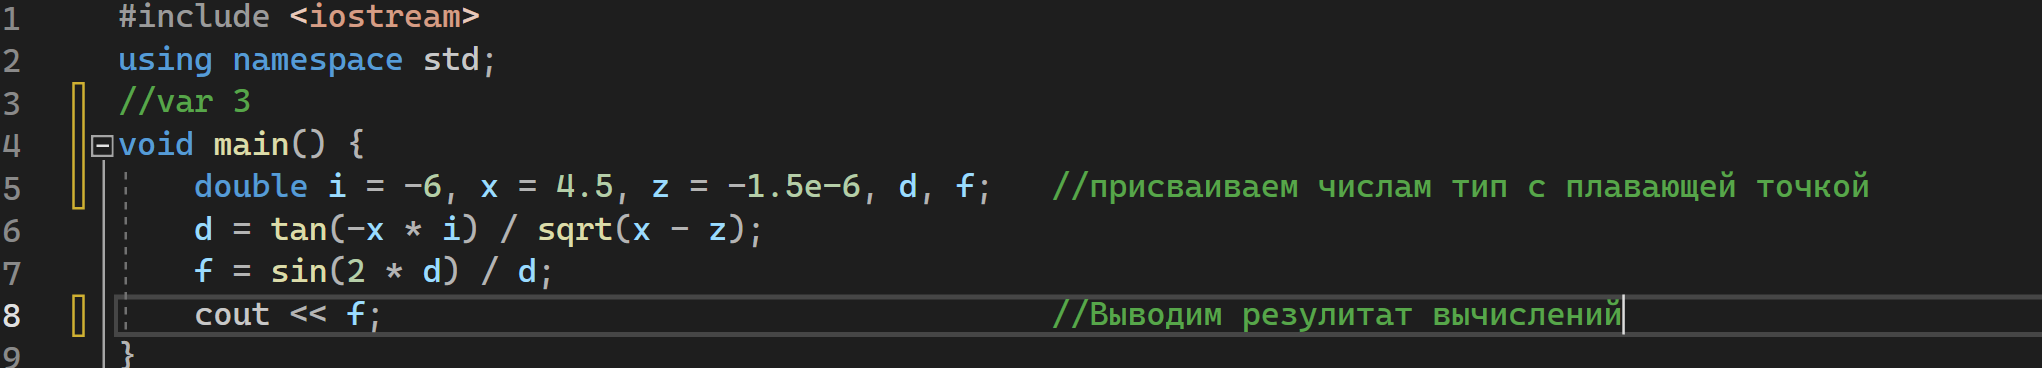 1 #include <iostream>
2 using namespace std;
3 //var 3
4 void main() {
5 double i = -6, x = 4.5, z = -1.5e-6, d, f; //присваиваем числам тип с плавающей точкой
6 d = tan(-x * i) / sqrt(x - z);
7 f = sin(2 * d) / d;
8 cout << f; //Выводим резулитат вычислений
9 }